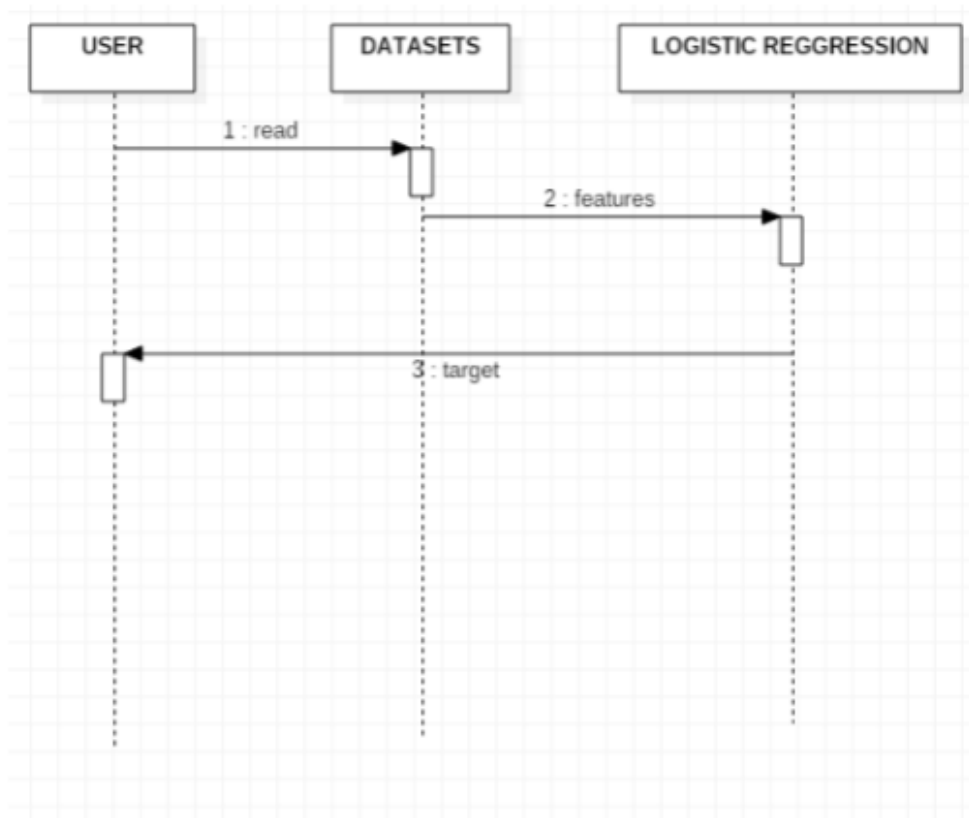 USER
DATASETS
LOGISTIC REGGRESSION
1 : read
2 : features
3 : target